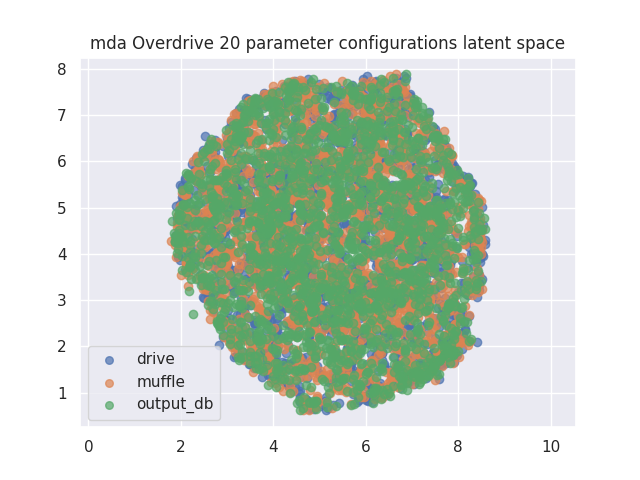 mda Overdrive 20 parameter configurations latent space
8
7
6
5
4
3
2
1
drive
muffle
output_db
0 2 4 6 8 10